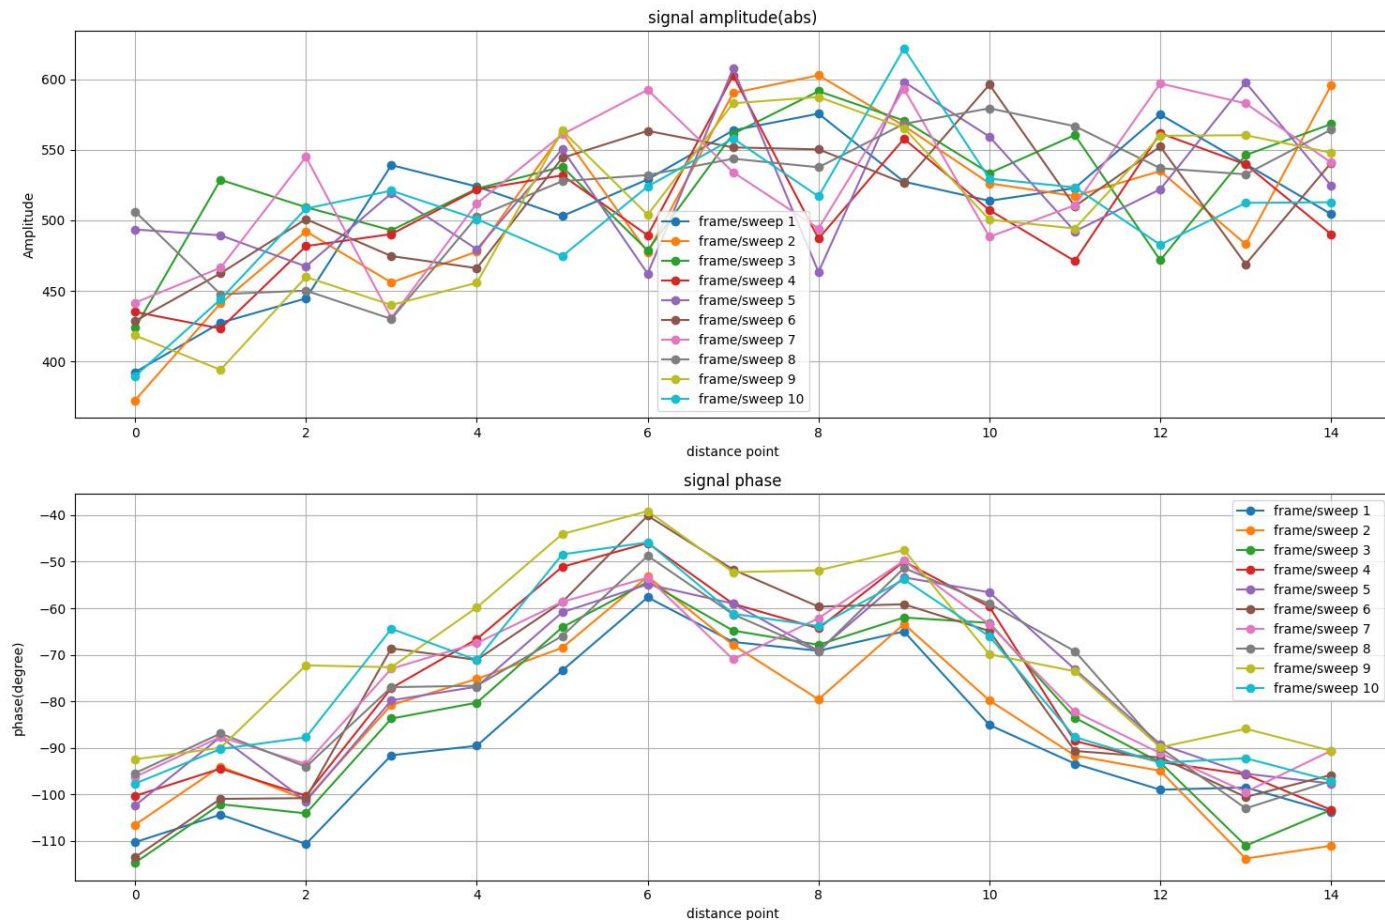 signal amplitude(abs)
600
550
500
450
400
Amplitude
frame/sweep 1
frame/sweep 2
frame/sweep 3
frame/sweep 4
frame/sweep 5
frame/sweep 6
frame/sweep 7
frame/sweep 8
frame/sweep 9
frame/sweep 10
0 2 4 6 8 10 12 14
distance point
signal phase
−40
−50
−60
−70
−80
−90
−100
−110
phase(degree)
frame/sweep 1
frame/sweep 2
frame/sweep 3
frame/sweep 4
frame/sweep 5
frame/sweep 6
frame/sweep 7
frame/sweep 8
frame/sweep 9
frame/sweep 10
0 2 4 6 8 10 12 14
distance point